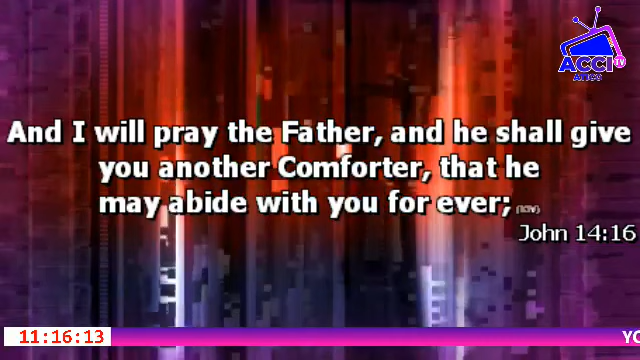 ACCI
TV
And I will pray the Father, and he shall give
you another Comforter, that he
may abide with you for ever;
John 14:16
11:16:13
YO